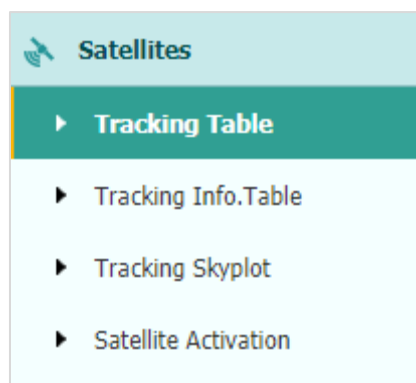 Satellites
Tracking Table
Tracking Info.Table
Tracking Skyplot
Satellite Activation